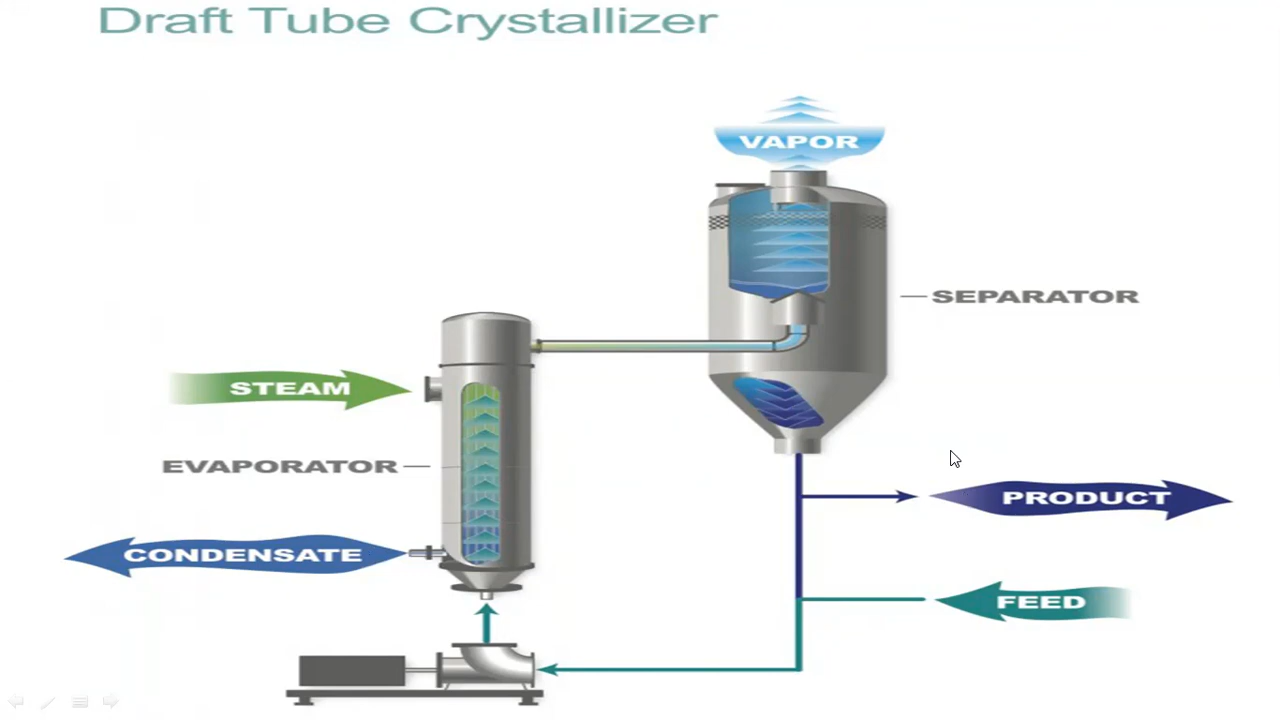 Draft Tube Crystallizer
VAPOR
SEPARATOR
STEAM
EVAPORATOR
PRODUCT
CONDENSATE
FEED